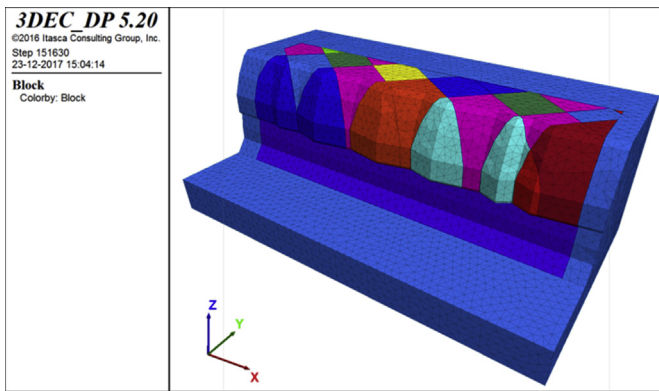 3DEC_DP 5.20
©2016 Itasca Consulting Group, Inc.
Step 151630
23-12-2017 15:04:14
Block
Colorby: Block
Z
Y
X